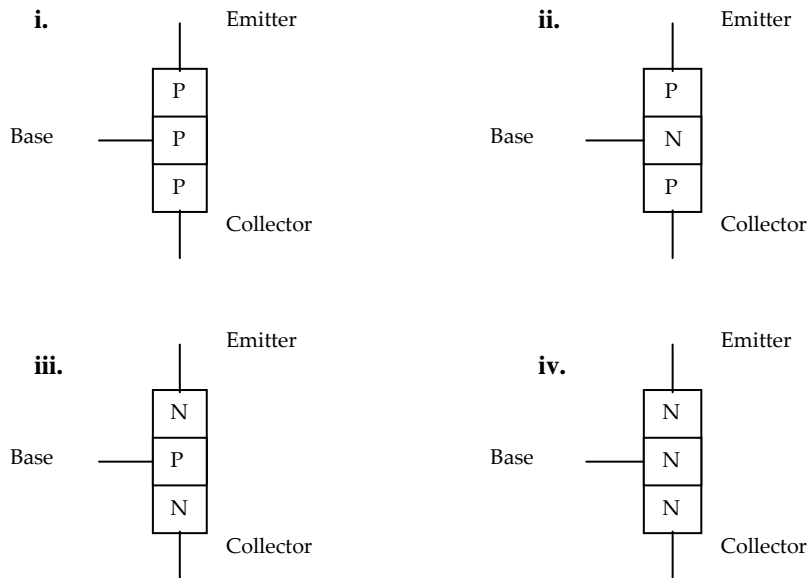 i. Emitter
P
Base P
P
Collector
ii. Emitter
P
Base N
P
Collector
iii. Emitter
N
Base P
N
Collector
iv. Emitter
N
Base N
N
Collector